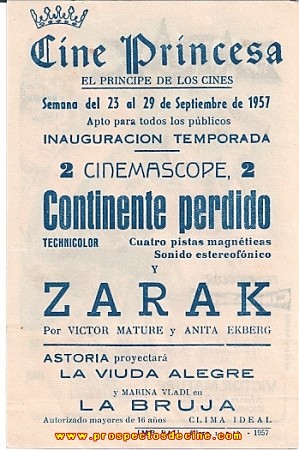 Cine Princesa
EL PRINCIPE DE LOS CINES
Semana del 23 al 29 de Septiembre de 1957
Apto para todos los públicos
INAUGURACION TEMPORADA
2 CINEMASCOPE, 2
Continente perdido
TECHNICOLOR Cuatro pistas magnéticas
Sonido estereofónico
Y
ZARAK
Por VICTOR MATURE y ANITA EKBERG
ASTORIA proyectará
LA VIUDA ALEGRE
y MARINA VLADI en
LA BRUJA
Autorizado mayores de 16 años - CLIMA IDEAL
1957
www.prospectosdecine.com